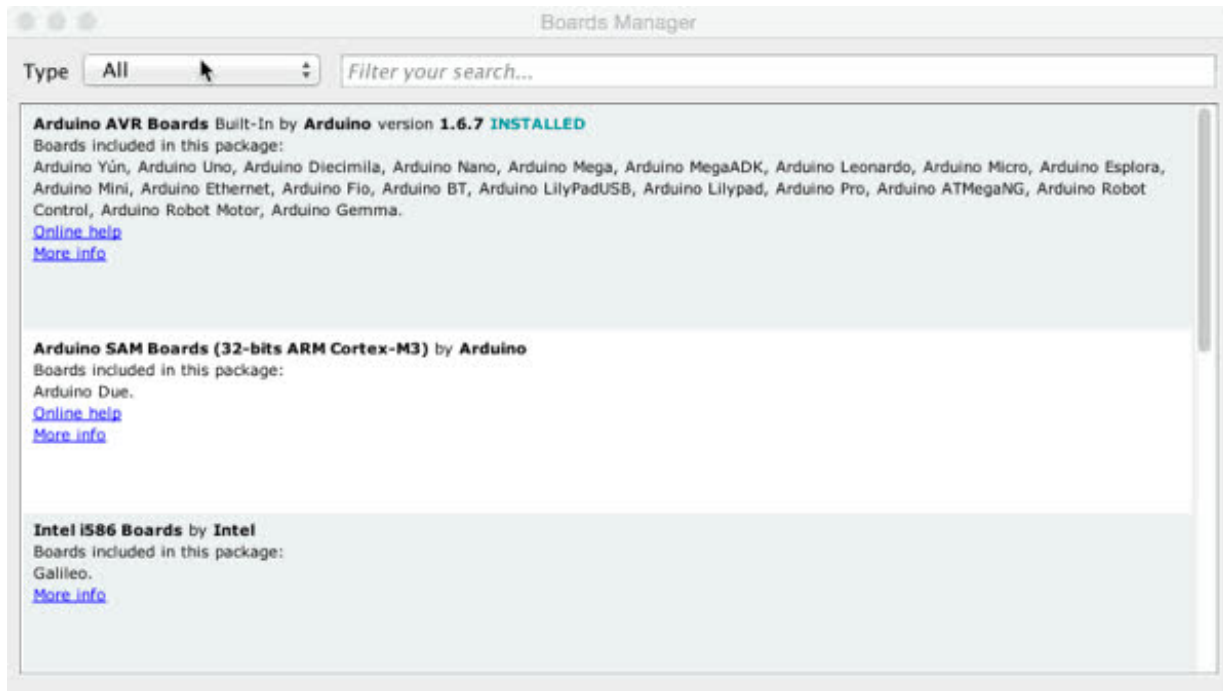 Boards Manager
Type All Filter your search...
Arduino AVR Boards Built-In by Arduino version 1.6.7 INSTALLED
Boards included in this package:
Arduino Yún, Arduino Uno, Arduino Diecimila, Arduino Nano, Arduino Mega, Arduino MegaADK, Arduino Leonardo, Arduino Micro, Arduino Esplora,
Arduino Mini, Arduino Ethernet, Arduino Fio, Arduino BT, Arduino LilyPadUSB, Arduino Lilypad, Arduino Pro, Arduino ATMegaNG, Arduino Robot
Control, Arduino Robot Motor, Arduino Gemma.
Online help
More info
Arduino SAM Boards (32-bits ARM Cortex-M3) by Arduino
Boards included in this package:
Arduino Due.
Online help
More info
Intel i586 Boards by Intel
Boards included in this package:
Galileo.
More info